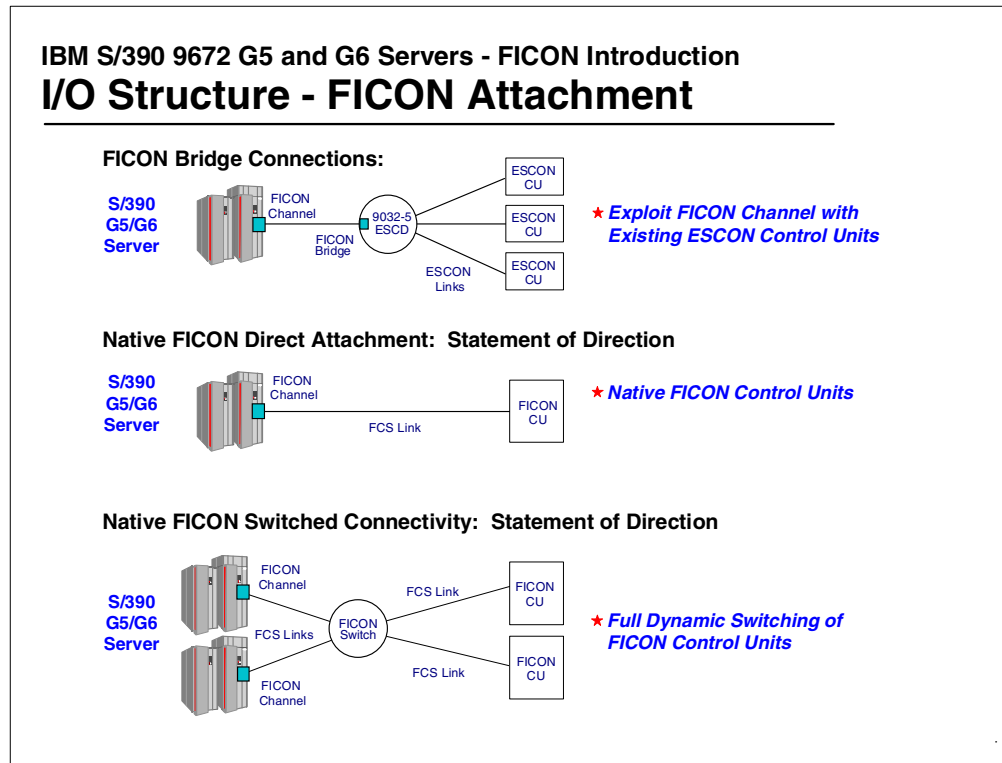 IBM S/390 9672 G5 and G6 Servers - FICON Introduction
I/O Structure - FICON Attachment
FICON Bridge Connections:
S/390
G5/G6
Server
FICON
Channel
FICON
Bridge
9032-5
ESCD
ESCON
Links
ESCON
CU
ESCON
CU
ESCON
CU
Exploit FICON Channel with
Existing ESCON Control Units
Native FICON Direct Attachment: Statement of Direction
S/390
G5/G6
Server
FICON
Channel
FCS Link
FICON
CU
Native FICON Control Units
Native FICON Switched Connectivity: Statement of Direction
S/390
G5/G6
Server
FICON
Channel
FCS Links
FICON
Channel
FICON
Switch
FCS Link
FCS Link
FICON
CU
FICON
CU
Full Dynamic Switching of
FICON Control Units